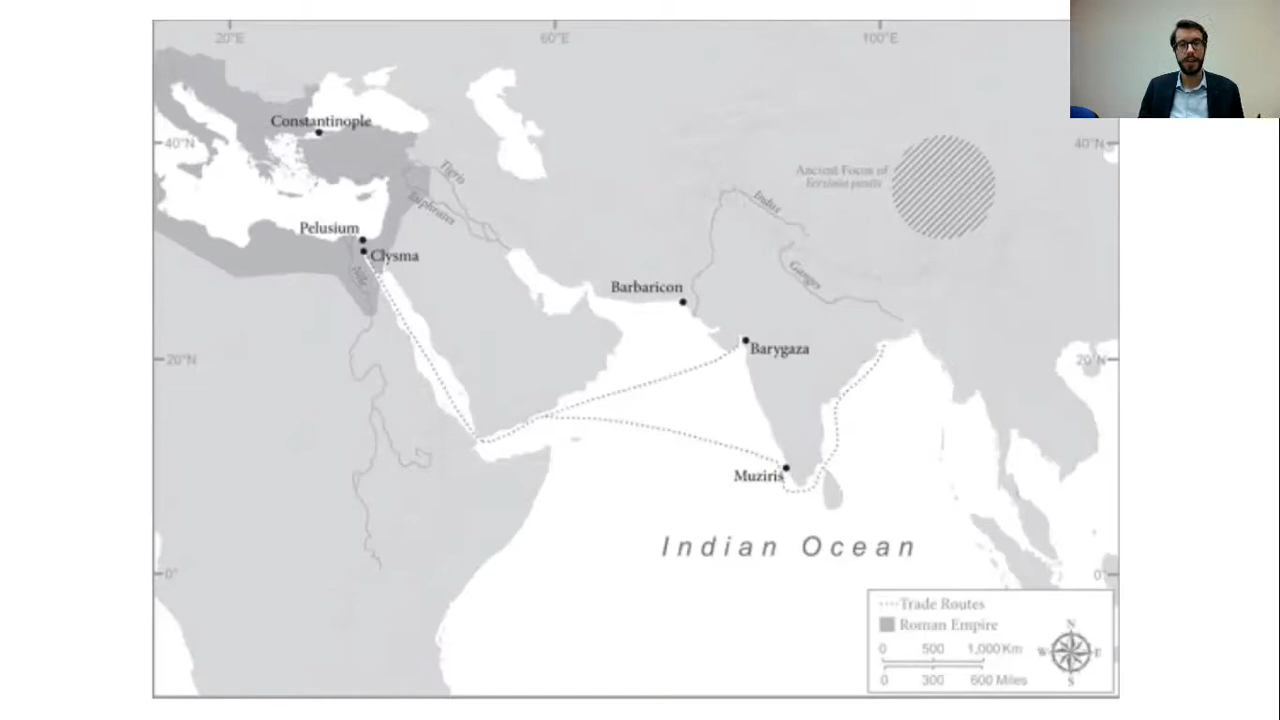 20°E
60°E
100°E
Constantinople
40°N
40°N
Tigris
Ancient Focus of
Yersinia pestis
Euphrates
Indus
Pelusium
Clysma
Nile
Ganges
Barbaricon
Barygaza
20°N
20°N
Muziris
Indian Ocean
0°
0°
Trade Routes
Roman Empire
0 500 1,000 Km
0 300 600 Miles
N
W E
S